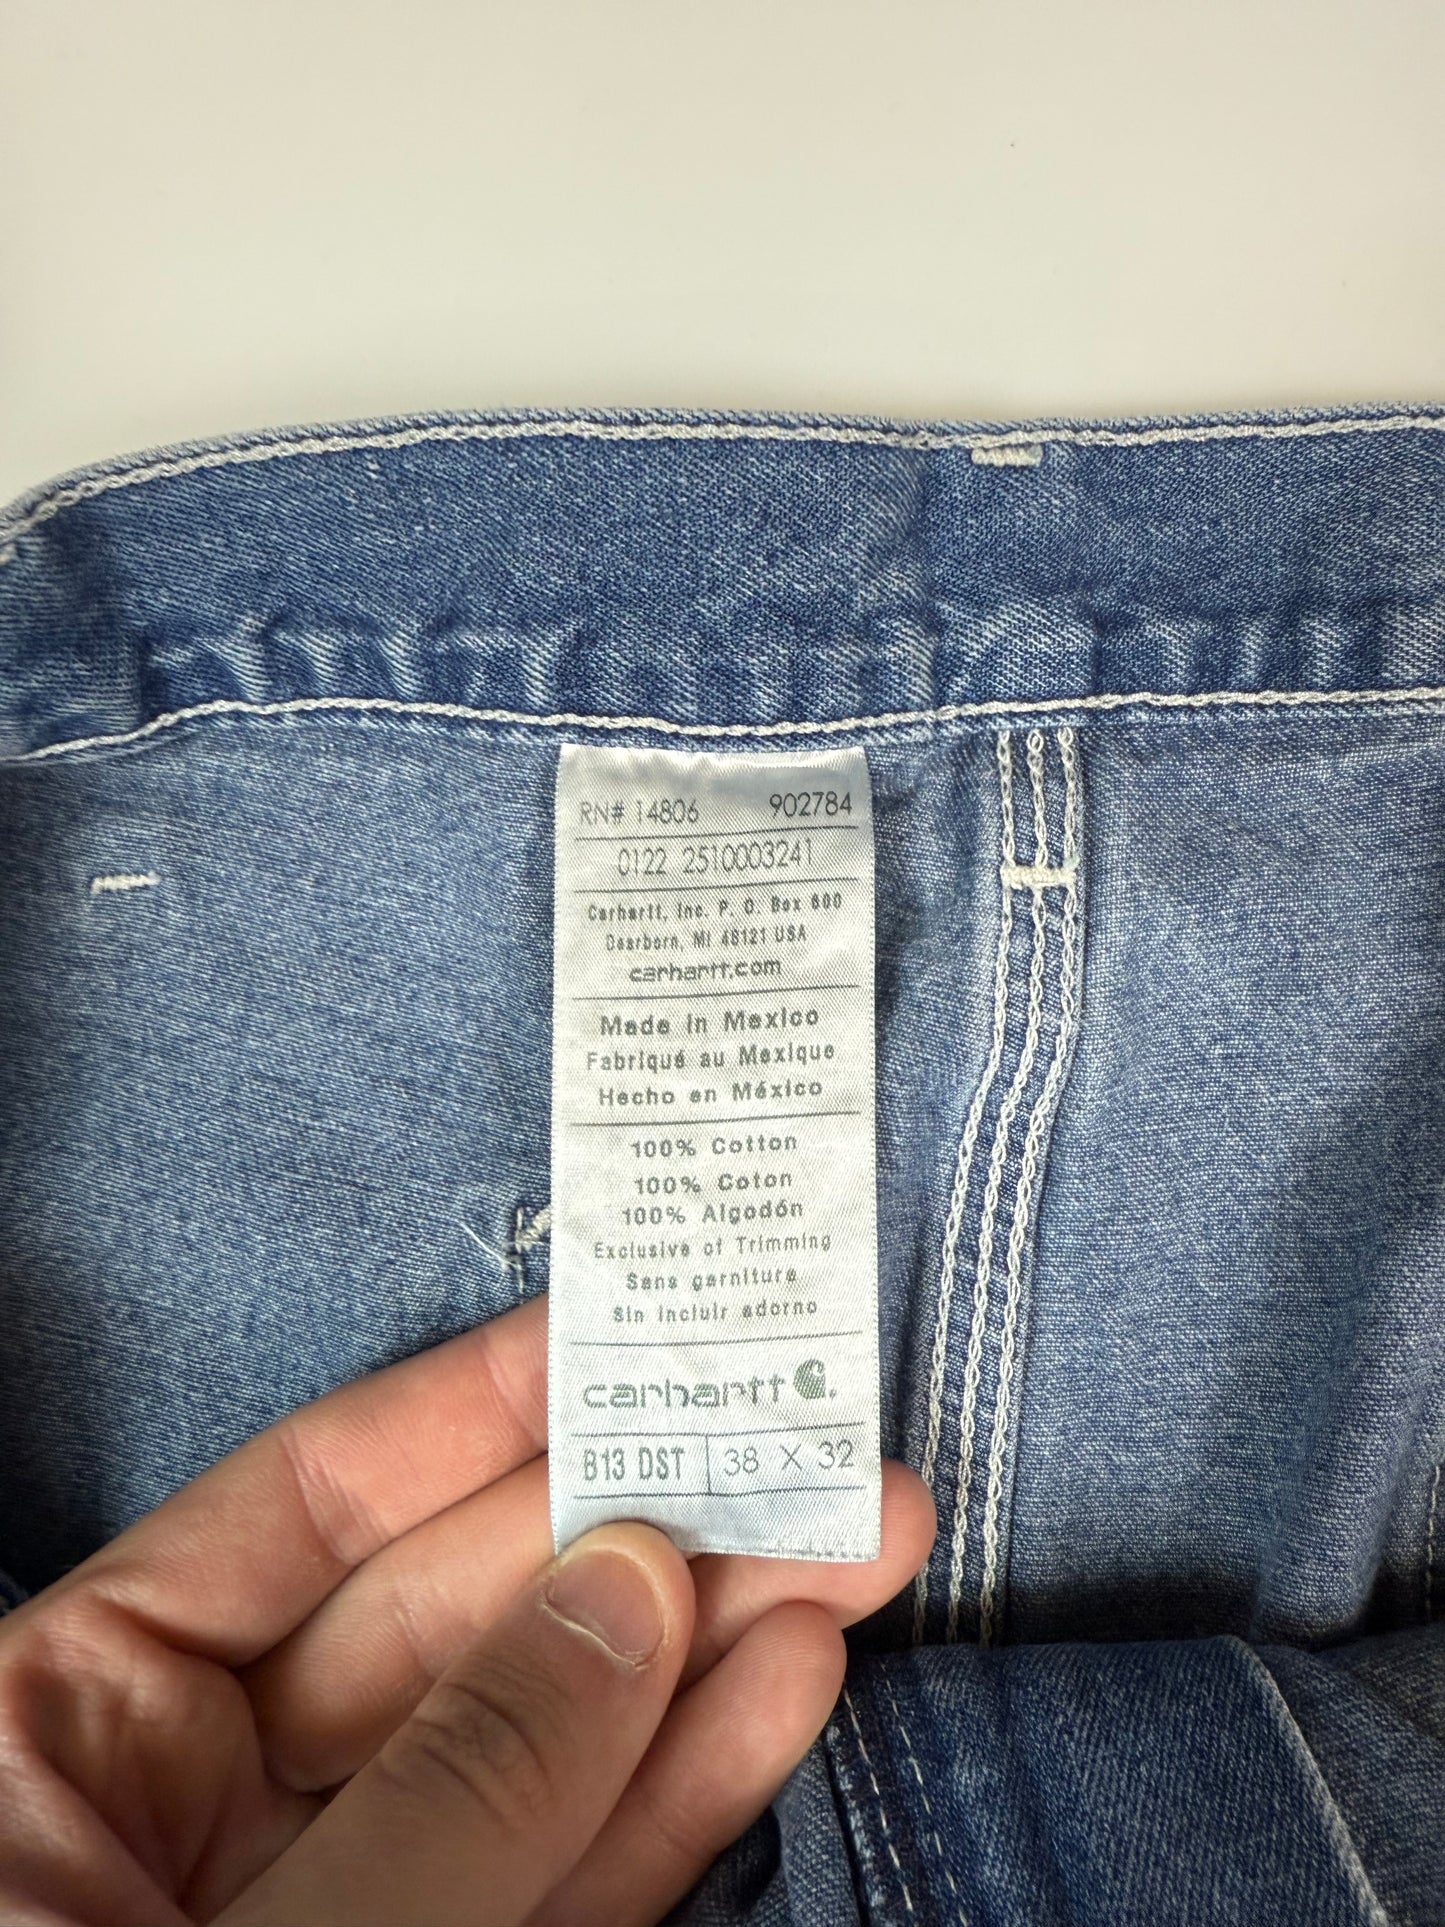 RN# 14806 902784
0122 2510003241
Carhartt, Inc. P. O. Box 600
Dearborn, MI 48121 USA
carhartt.com
Made in Mexico
Fabriqué au Mexique
Hecho en México
100% Cotton
100% Coton
100% Algodón
Exclusive of Trimming
Sans garniture
Sin incluir adorno
carhartt
B13 DST 38 X 32